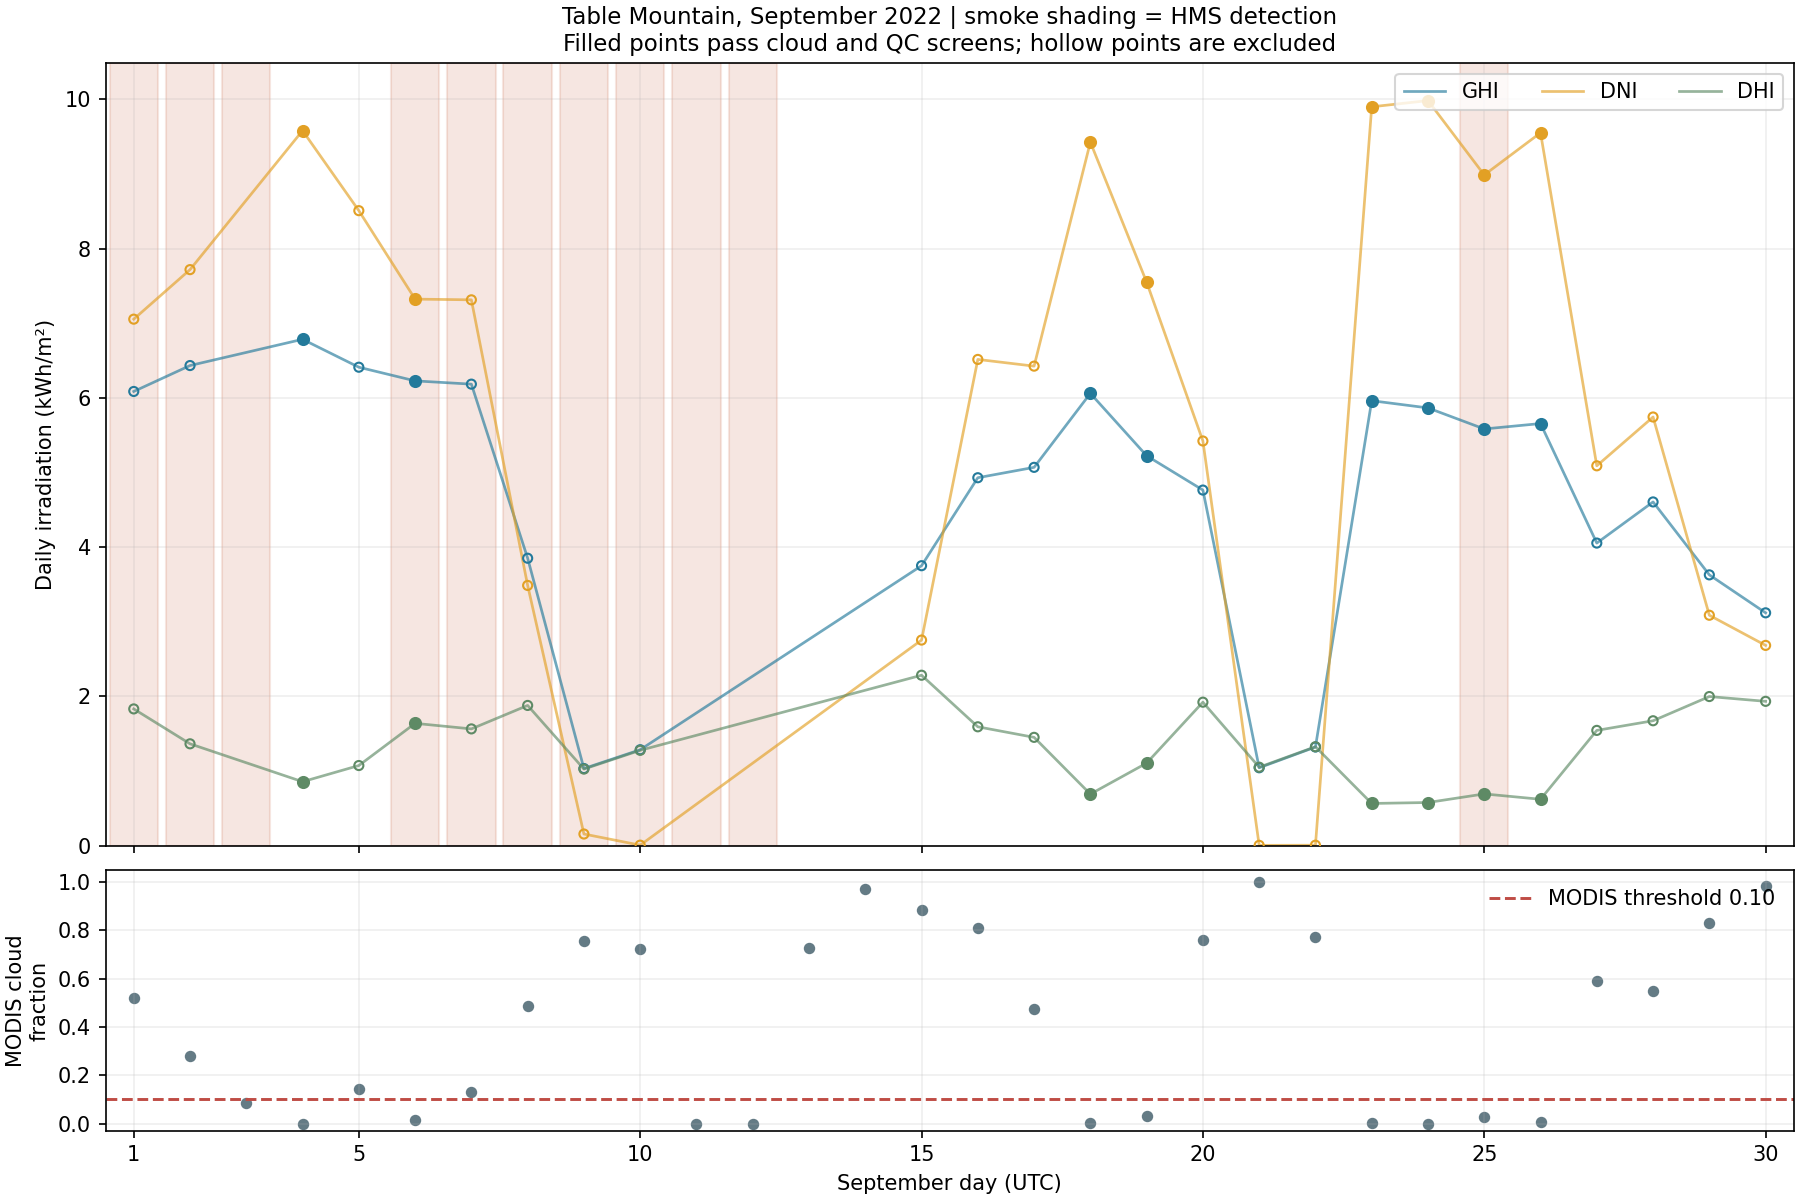 Table Mountain, September 2022 | smoke shading = HMS detection
Filled points pass cloud and QC screens; hollow points are excluded
GHI DNI DHI
10
8
6
4
2
0
Daily irradiation (kWh/m²)
MODIS threshold 0.10
1.0
0.8
0.6
0.4
0.2
0.0
MODIS cloud
fraction
1 5 10 15 20 25 30
September day (UTC)